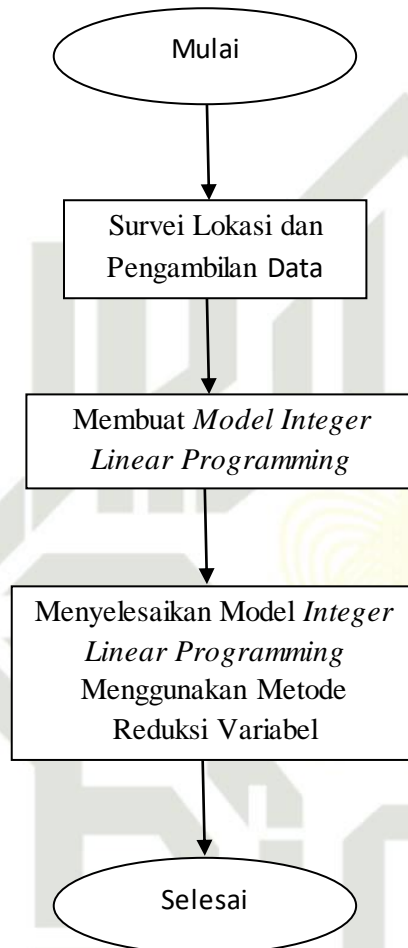 Mulai
Survei Lokasi dan
Pengambilan Data
Membuat Model Integer
Linear Programming
Menyelesaikan Model Integer
Linear Programming
Menggunakan Metode
Reduksi Variabel
Selesai